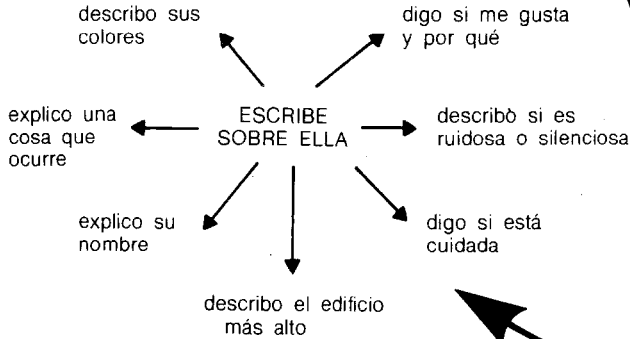 describo sus
colores
digo si me gusta
y por qué
explico una
cosa que
ocurre
ESCRIBE
SOBRE ELLA
describò si es
ruidosa o silenciosa
explico su
nombre
digo si está
cuidada
describo el edificio
más alto